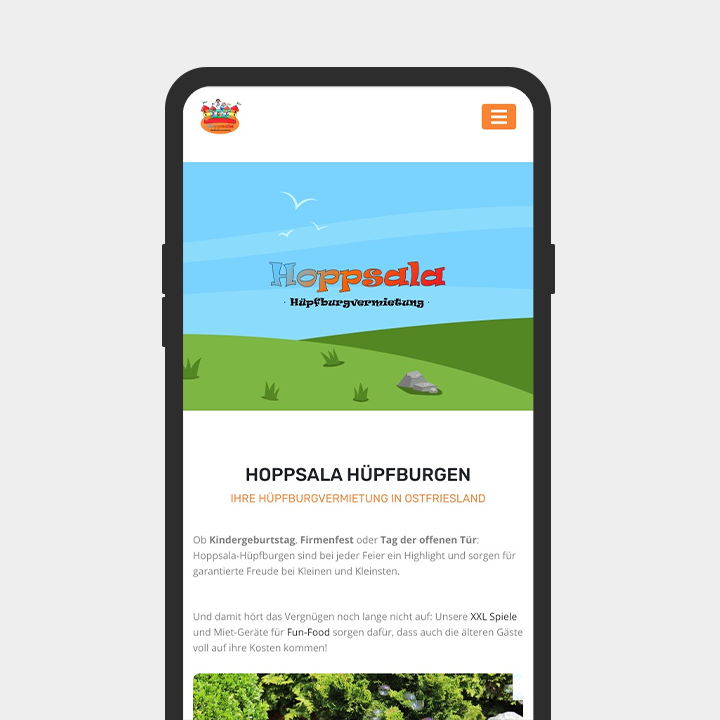 Hoppsala
· Hüpfburgvermietung ·
HOPPSALA HÜPFBURGEN
IHRE HÜPFBURGVERMIETUNG IN OSTFRIESLAND
Ob Kindergeburtstag, Firmenfest oder Tag der offenen Tür:
Hoppsala-Hüpfburgen sind bei jeder Feier ein Highlight und sorgen für
garantierte Freude bei Kleinen und Kleinsten.
Und damit hört das Vergnügen noch lange nicht auf: Unsere XXL Spiele
und Miet-Geräte für Fun-Food sorgen dafür, dass auch die älteren Gäste
voll auf ihre Kosten kommen!